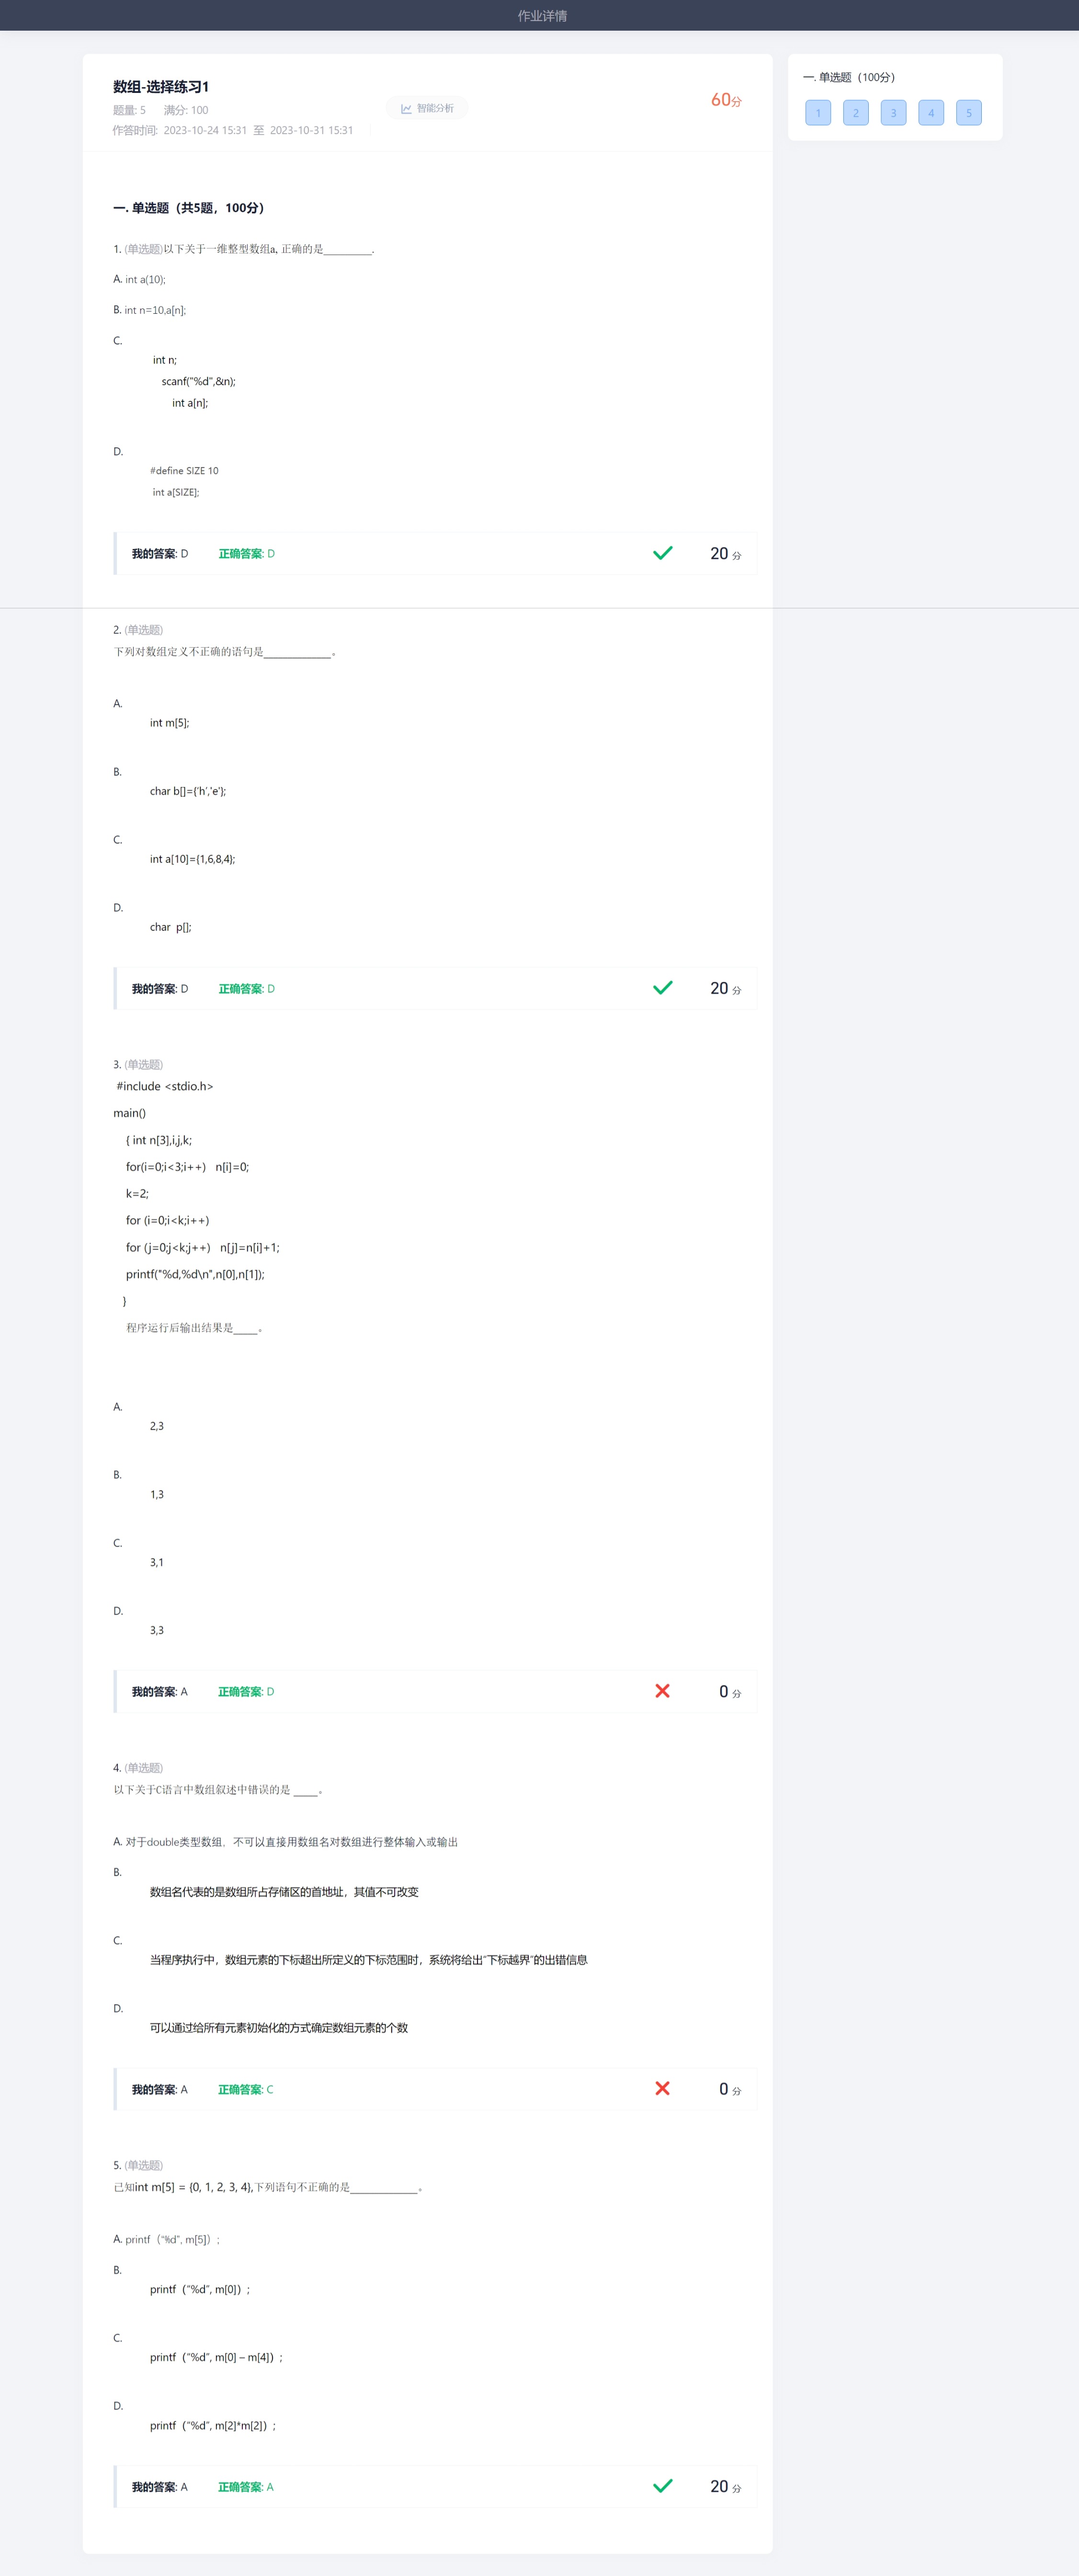 作业详情
数组-选择练习1
题量: 5 满分: 100
作答时间: 2023-10-24 15:31 至 2023-10-31 15:31
智能分析
60分
一. 单选题（100分）
1 2 3 4 5
一. 单选题（共5题，100分）
1. (单选题)以下关于一维整型数组a, 正确的是________.
A. int a(10);
B. int n=10,a[n];
C.
int n;
scanf("%d",&n);
int a[n];
D.
#define SIZE 10
int a[SIZE];
我的答案: D 正确答案: D 20 分
2. (单选题)
下列对数组定义不正确的语句是___________。
A.
int m[5];
B.
char b[]={'h','e'};
C.
int a[10]={1,6,8,4};
D.
char p[];
我的答案: D 正确答案: D 20 分
3. (单选题)
#include <stdio.h>
main()
{ int n[3],i,j,k;
for(i=0;i<3;i++) n[i]=0;
k=2;
for (i=0;i<k;i++)
for (j=0;j<k;j++) n[j]=n[i]+1;
printf("%d,%d\n",n[0],n[1]);
}
程序运行后输出结果是____。
A.
2,3
B.
1,3
C.
3,1
D.
3,3
我的答案: A 正确答案: D 0 分
4. (单选题)
以下关于C语言中数组叙述中错误的是 ____。
A. 对于double类型数组，不可以直接用数组名对数组进行整体输入或输出
B.
数组名代表的是数组所占存储区的首地址，其值不可改变
C.
当程序执行中，数组元素的下标超出所定义的下标范围时，系统将给出“下标越界”的出错信息
D.
可以通过给所有元素初始化的方式确定数组元素的个数
我的答案: A 正确答案: C 0 分
5. (单选题)
已知int m[5] = {0, 1, 2, 3, 4},下列语句不正确的是___________。
A. printf（“%d”, m[5]）;
B.
printf（“%d”, m[0]）;
C.
printf（“%d”, m[0] – m[4]）;
D.
printf（“%d”, m[2]*m[2]）;
我的答案: A 正确答案: A 20 分